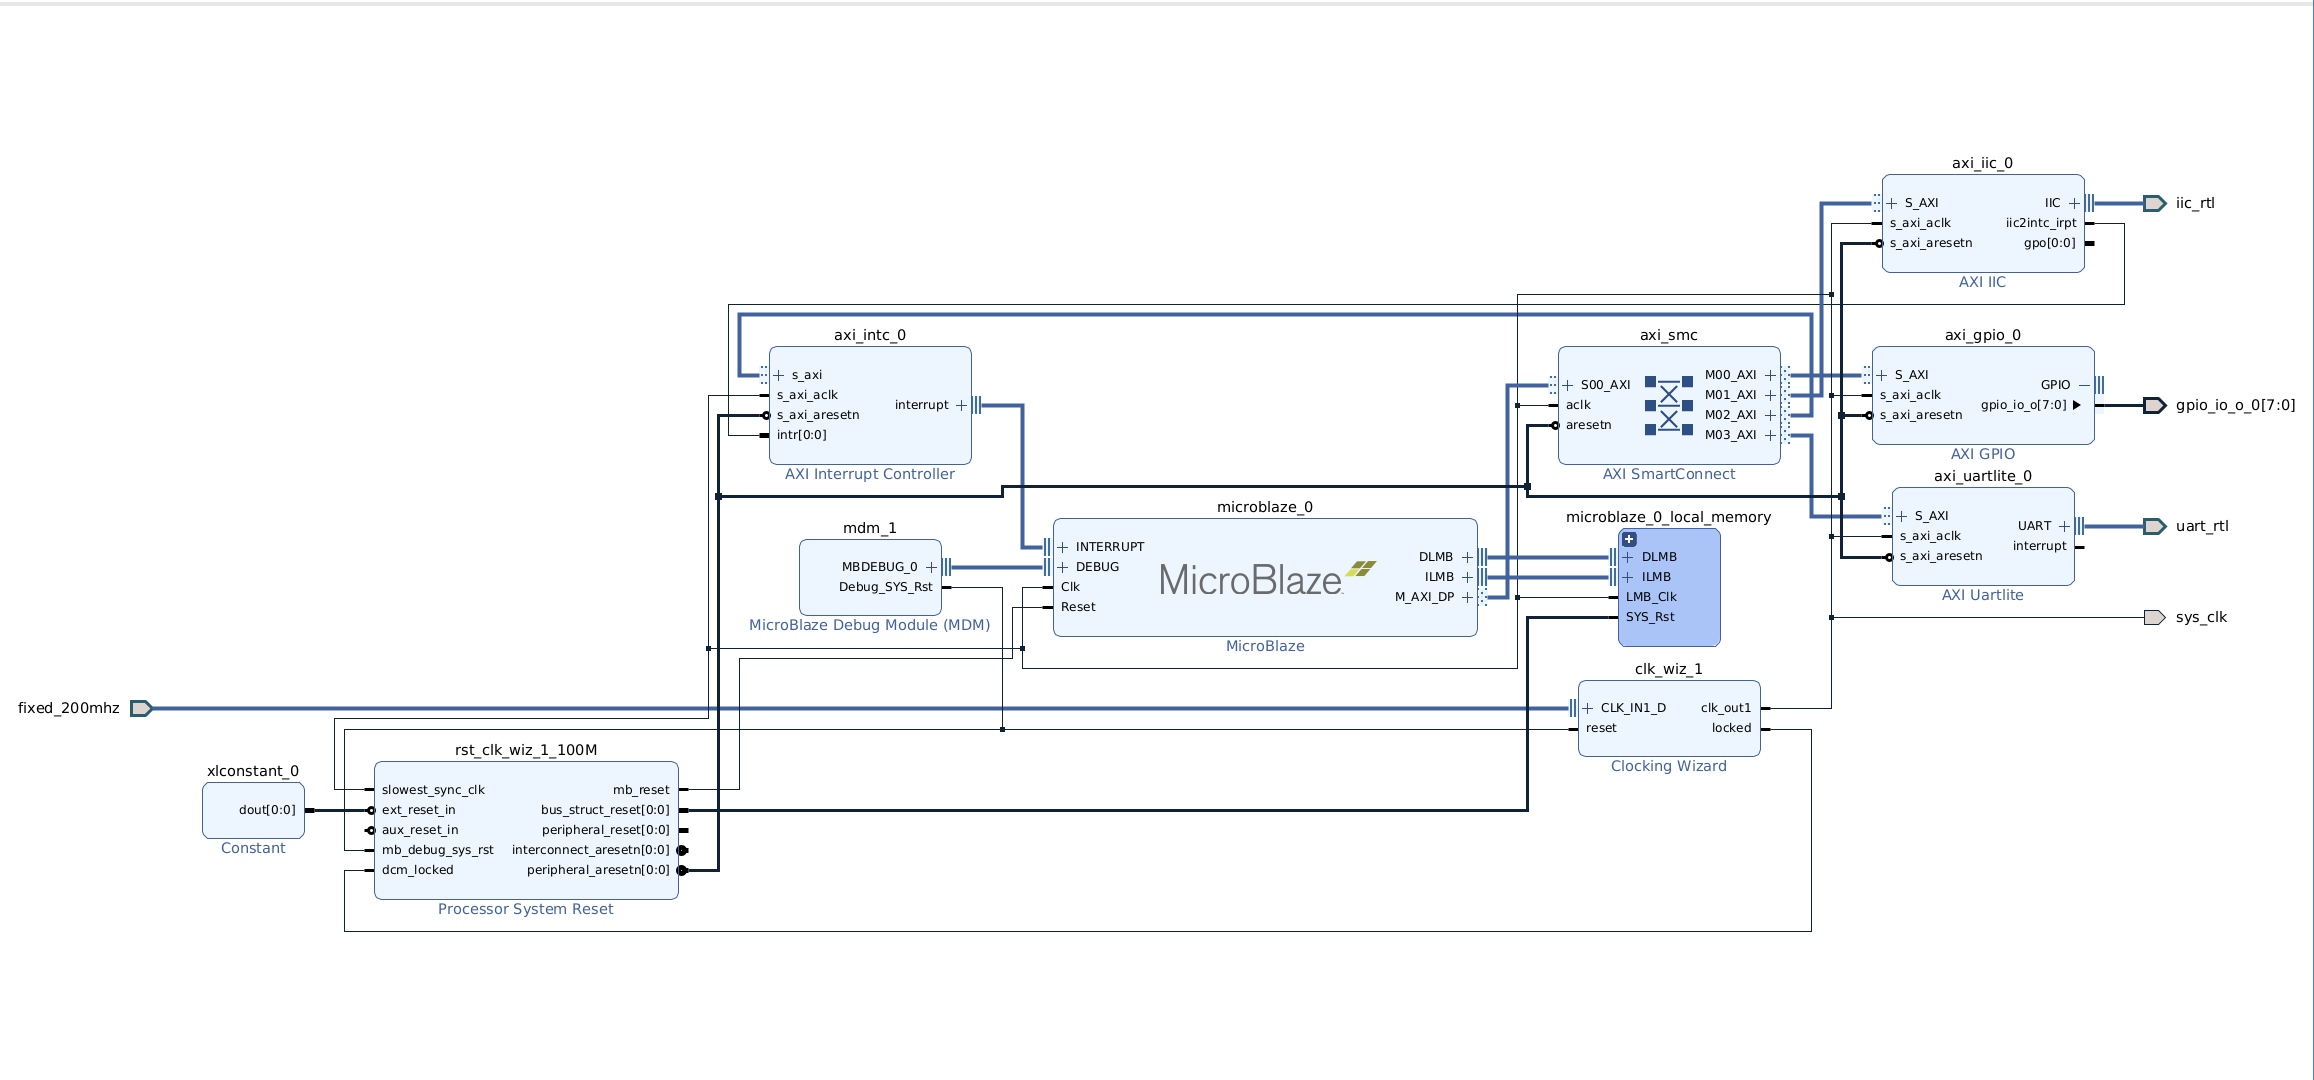 axi_iic_0
S_AXI
s_axi_aclk
s_axi_aresetn
IIC
iic2intc_irpt
gpo[0:0]
AXI IIC
iic_rtl
axi_intc_0
s_axi
s_axi_aclk
s_axi_aresetn
intr[0:0]
interrupt
AXI Interrupt Controller
axi_smc
S00_AXI
aclk
aresetn
M00_AXI
M01_AXI
M02_AXI
M03_AXI
AXI SmartConnect
axi_gpio_0
S_AXI
s_axi_aclk
s_axi_aresetn
GPIO
gpio_io_o[7:0]
AXI GPIO
gpio_io_o_0[7:0]
axi_uartlite_0
S_AXI
s_axi_aclk
s_axi_aresetn
UART
interrupt
AXI Uartlite
uart_rtl
mdm_1
MBDEBUG_0
Debug_SYS_Rst
MicroBlaze Debug Module (MDM)
microblaze_0
INTERRUPT
DEBUG
Clk
Reset
MicroBlaze
DLMB
ILMB
M_AXI_DP
MicroBlaze
microblaze_0_local_memory
DLMB
ILMB
LMB_Clk
SYS_Rst
sys_clk
clk_wiz_1
CLK_IN1_D
reset
clk_out1
locked
Clocking Wizard
fixed_200mhz
xlconstant_0
dout[0:0]
Constant
rst_clk_wiz_1_100M
slowest_sync_clk
ext_reset_in
aux_reset_in
mb_debug_sys_rst
dcm_locked
mb_reset
bus_struct_reset[0:0]
peripheral_reset[0:0]
interconnect_aresetn[0:0]
peripheral_aresetn[0:0]
Processor System Reset